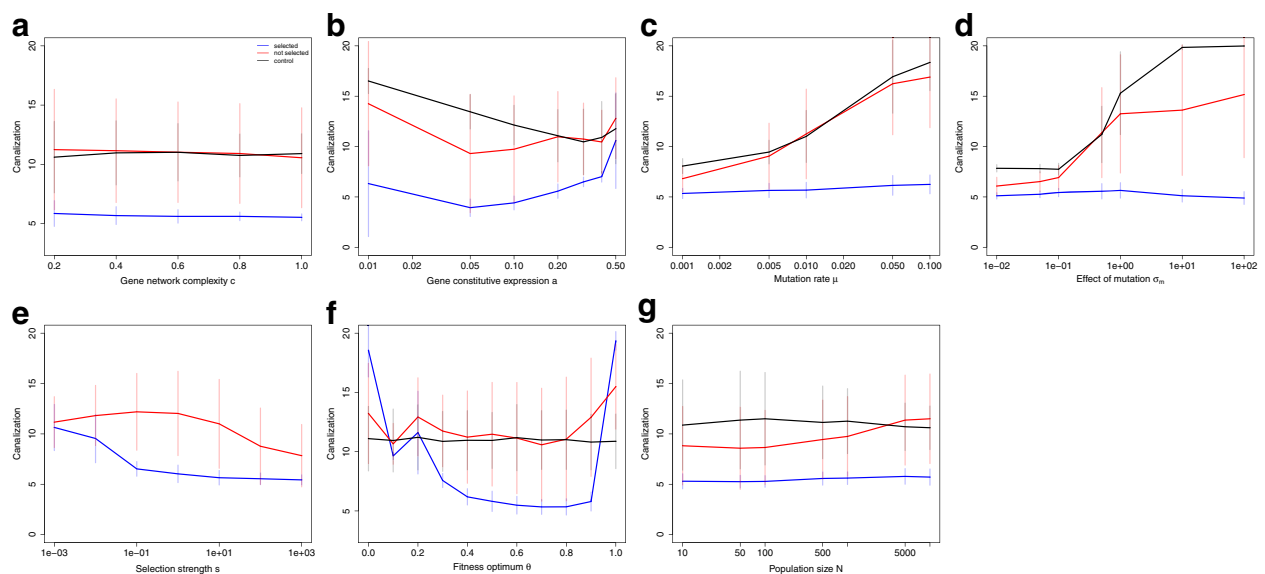 a
20
15
10
5
Canalization
selected
not selected
control
0.2 0.4 0.6 0.8 1.0
Gene network complexity c
b
20
15
10
5
0
Canalization
0.01 0.02 0.05 0.10 0.20 0.50
Gene constitutive expression a
c
20
15
10
5
0
Canalization
0.001 0.002 0.005 0.010 0.020 0.050 0.100
Mutation rate μ
d
20
15
10
5
0
Canalization
1e−02 1e−01 1e+00 1e+01 1e+02
Effect of mutation σm
e
20
15
10
5
0
Canalization
1e−03 1e−01 1e+01 1e+03
Selection strength s
f
20
15
10
5
Canalization
0.0 0.2 0.4 0.6 0.8 1.0
Fitness optimum θ
g
20
15
10
5
0
Canalization
10 50 100 500 5000
Population size N